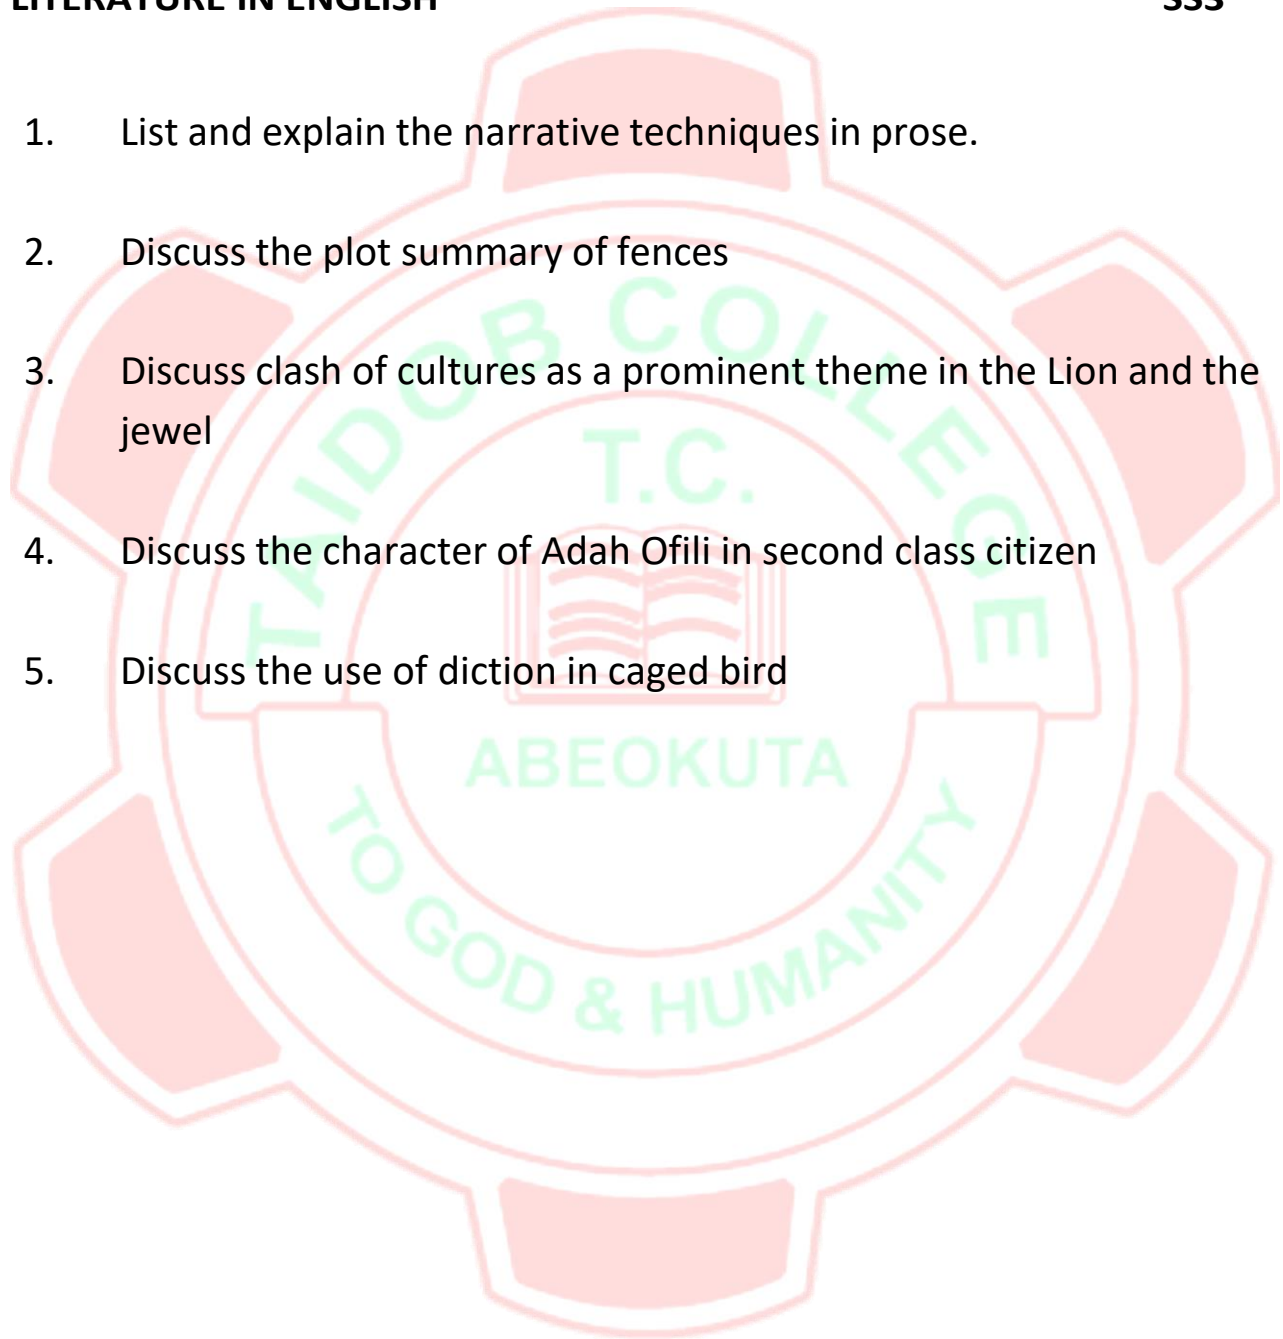 LITERATURE IN ENGLISH SSS
1. List and explain the narrative techniques in prose.
2. Discuss the plot summary of fences
3. Discuss clash of cultures as a prominent theme in the Lion and the
jewel
4. Discuss the character of Adah Ofili in second class citizen
5. Discuss the use of diction in caged bird
TAIDOB COLLEGE
T.C.
ABEOKUTA
TO GOD & HUMANITY